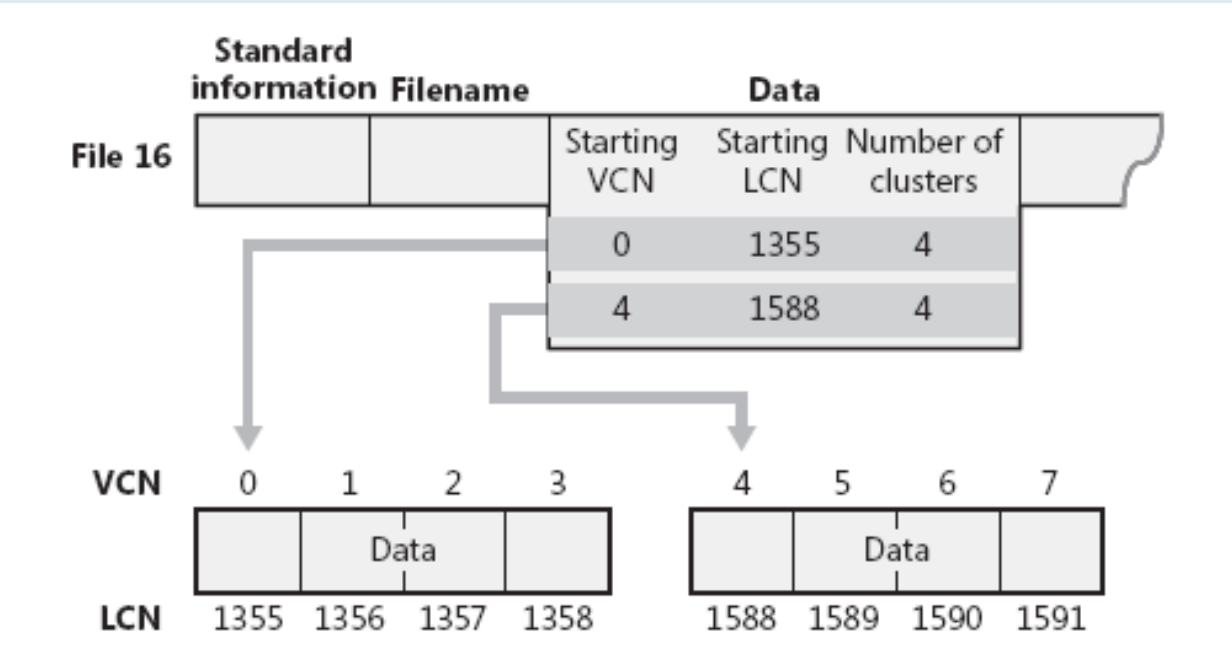 Standard
information Filename Data
File 16
Starting VCN Starting LCN Number of clusters
0 1355 4
4 1588 4
VCN 0 1 2 3 4 5 6 7
Data Data
LCN 1355 1356 1357 1358 1588 1589 1590 1591